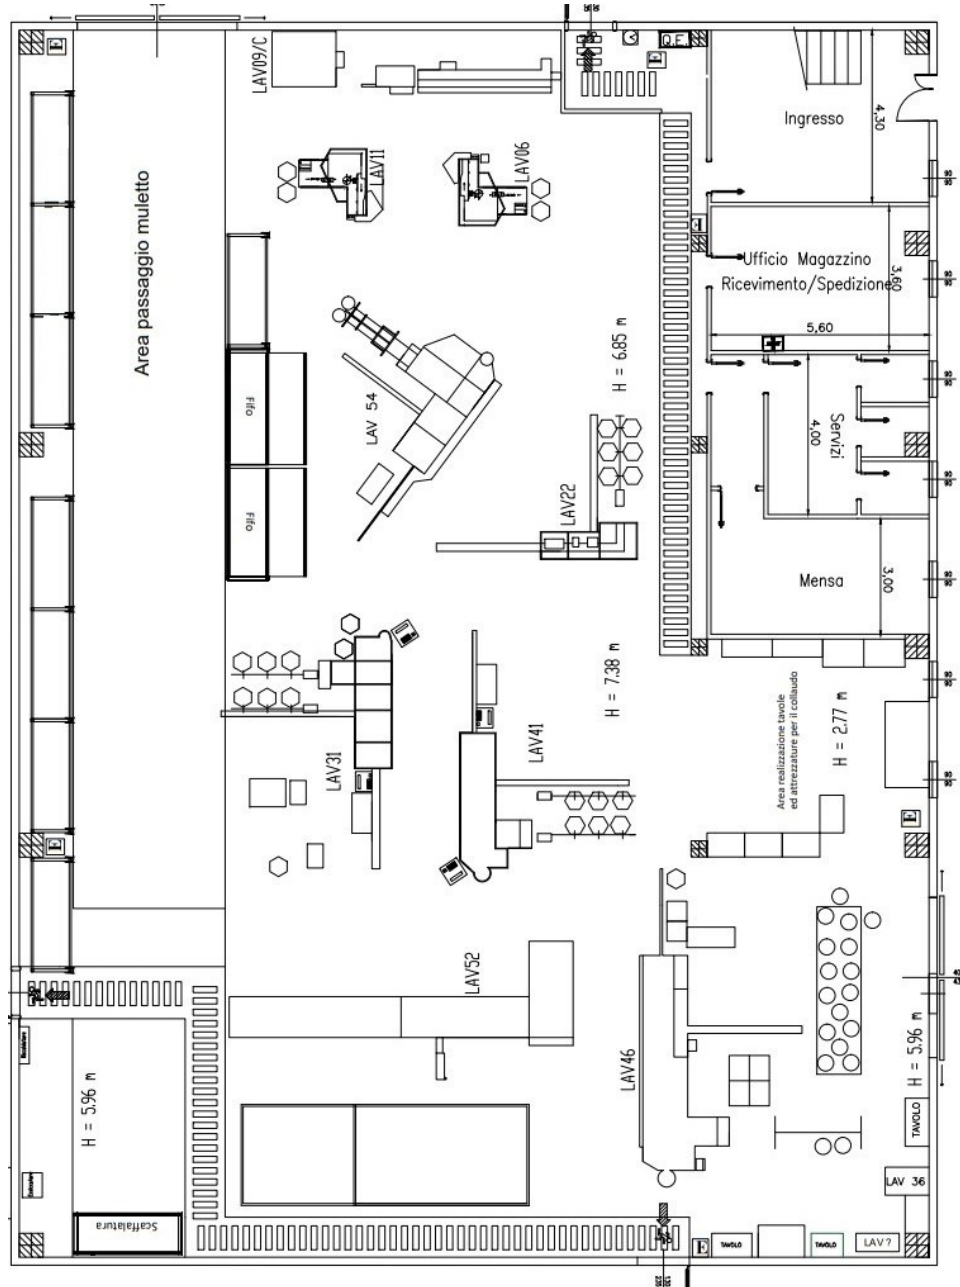 LAV09/C
Q.E.
E
E
Ingresso
4,30
LAV11
LAV06
Area passaggio muletto
E
Ufficio Magazzino
Ricevimento/Spedizione
3,60
5,60
H = 6.85 m
LAV 54
Fifo
Fifo
LAV22
Servizi
4,00
Mensa
3,00
H = 7.38 m
LAV31
LAV41
Area realizzazione tavole
ed attrezzature per il collaudo
H = 2.77 m
E
E
LAV52
LAV46
H = 5.96 m
H = 5.96 m
TAVOLO
LAV 36
Scaffalatura
E
TAVOLO
TAVOLO
LAV ?